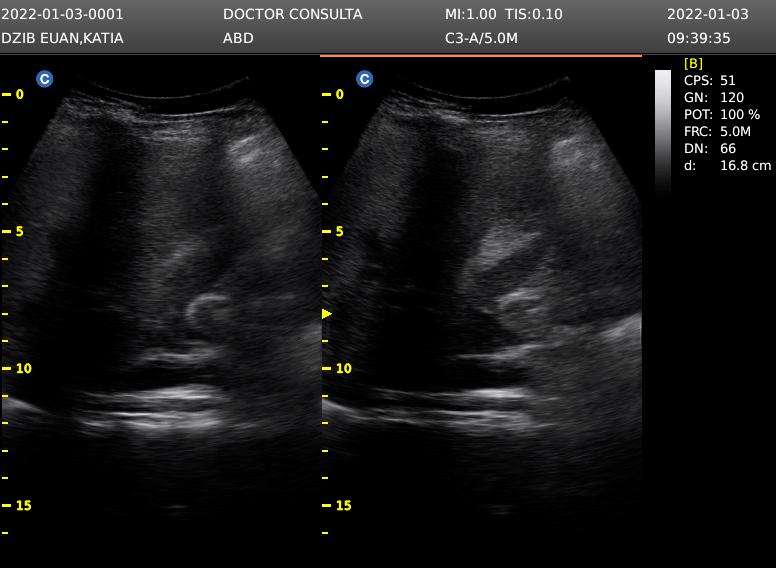 2022-01-03-0001 DOCTOR CONSULTA MI:1.00 TIS:0.10 2022-01-03
DZIB EUAN,KATIA ABD C3-A/5.0M 09:39:35
C C
[B]
CPS: 51
GN: 120
POT: 100 %
FRC: 5.0M
DN: 66
d: 16.8 cm
0 0
5 5
10 10
15 15